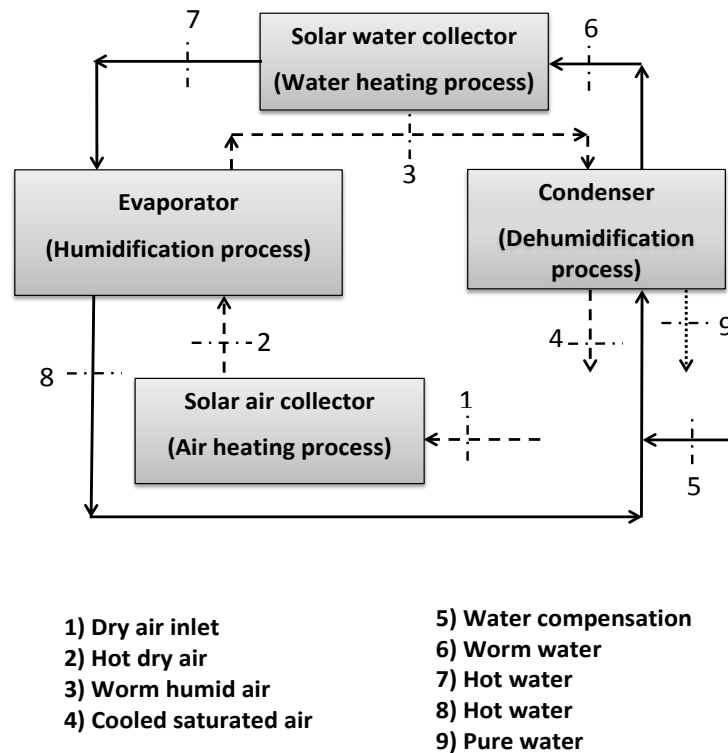 7
6
Solar water collector
(Water heating process)
3
Evaporator
(Humidification process)
Condenser
(Dehumidification
process)
2
4
9
8
Solar air collector
(Air heating process)
1
5
1) Dry air inlet
2) Hot dry air
3) Worm humid air
4) Cooled saturated air
5) Water compensation
6) Worm water
7) Hot water
8) Hot water
9) Pure water